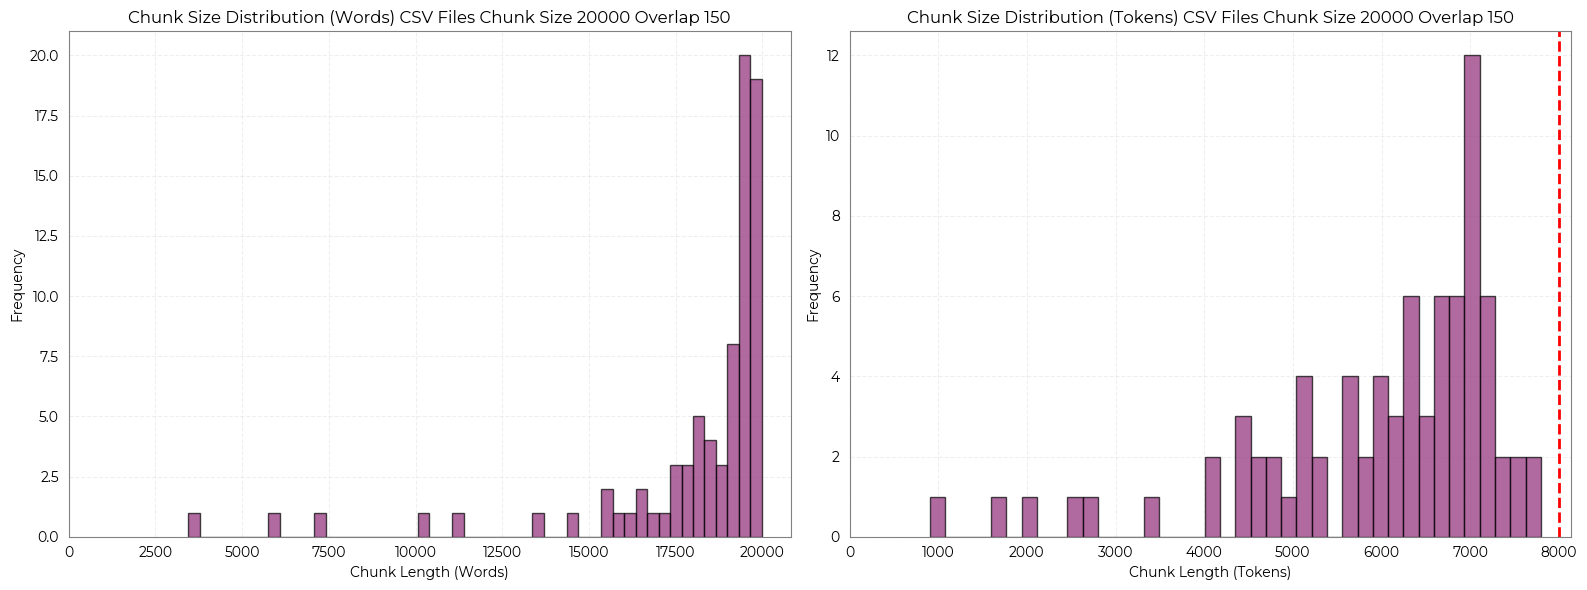 Chunk Size Distribution (Words) CSV Files Chunk Size 20000 Overlap 150
20.0
17.5
15.0
12.5
10.0
7.5
5.0
2.5
0.0
Frequency
0 2500 5000 7500 10000 12500 15000 17500 20000
Chunk Length (Words)
Chunk Size Distribution (Tokens) CSV Files Chunk Size 20000 Overlap 150
12
10
8
6
4
2
0
Frequency
0 1000 2000 3000 4000 5000 6000 7000 8000
Chunk Length (Tokens)